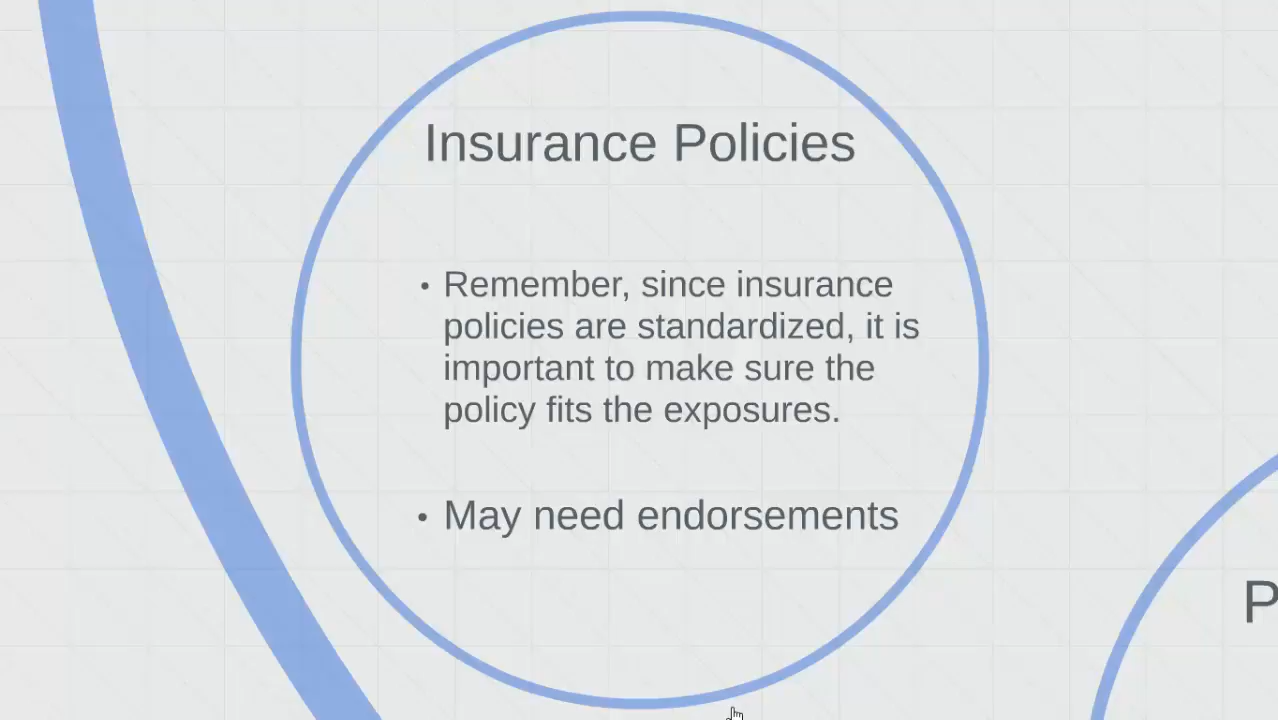 Insurance Policies
• Remember, since insurance
policies are standardized, it is
important to make sure the
policy fits the exposures.
• May need endorsements
P